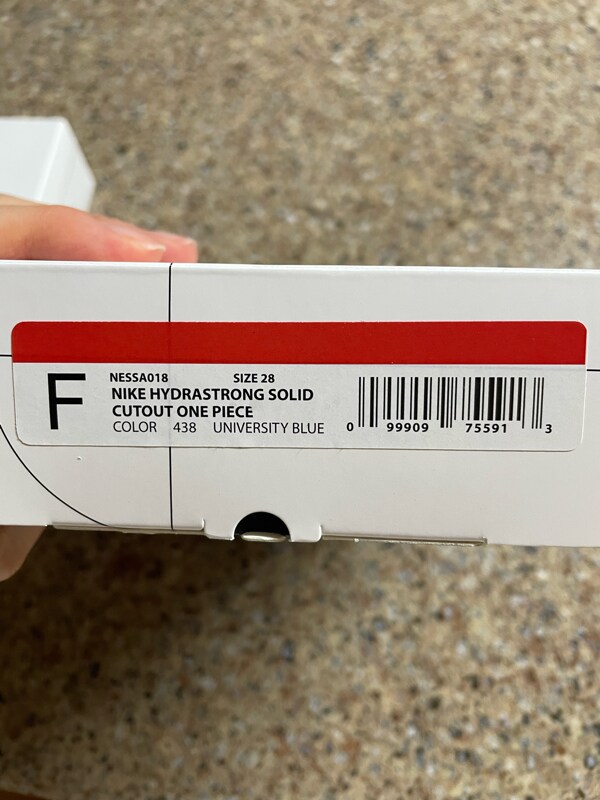 F
NESSA018 SIZE 28
NIKE HYDRASTRONG SOLID
CUTOUT ONE PIECE
COLOR 438 UNIVERSITY BLUE
0 99909 75591 3